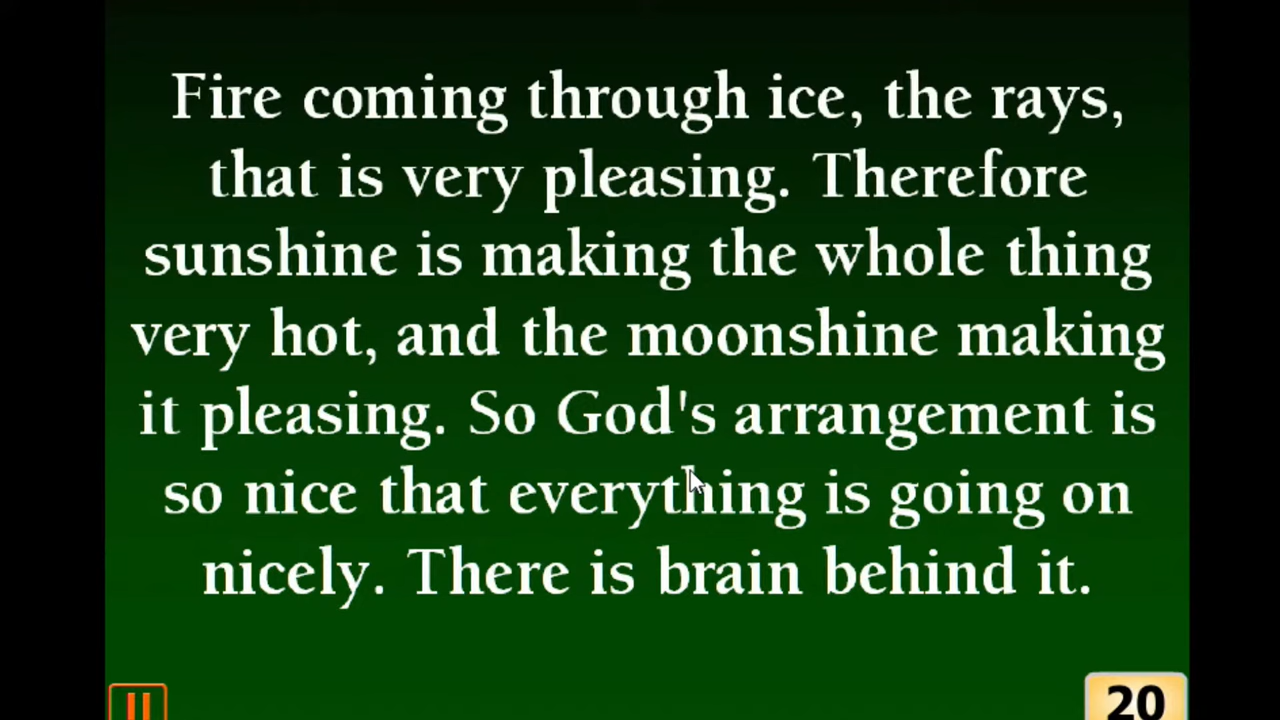 Fire coming through ice, the rays,
that is very pleasing. Therefore
sunshine is making the whole thing
very hot, and the moonshine making
it pleasing. So God's arrangement is
so nice that everything is going on
nicely. There is brain behind it.
20